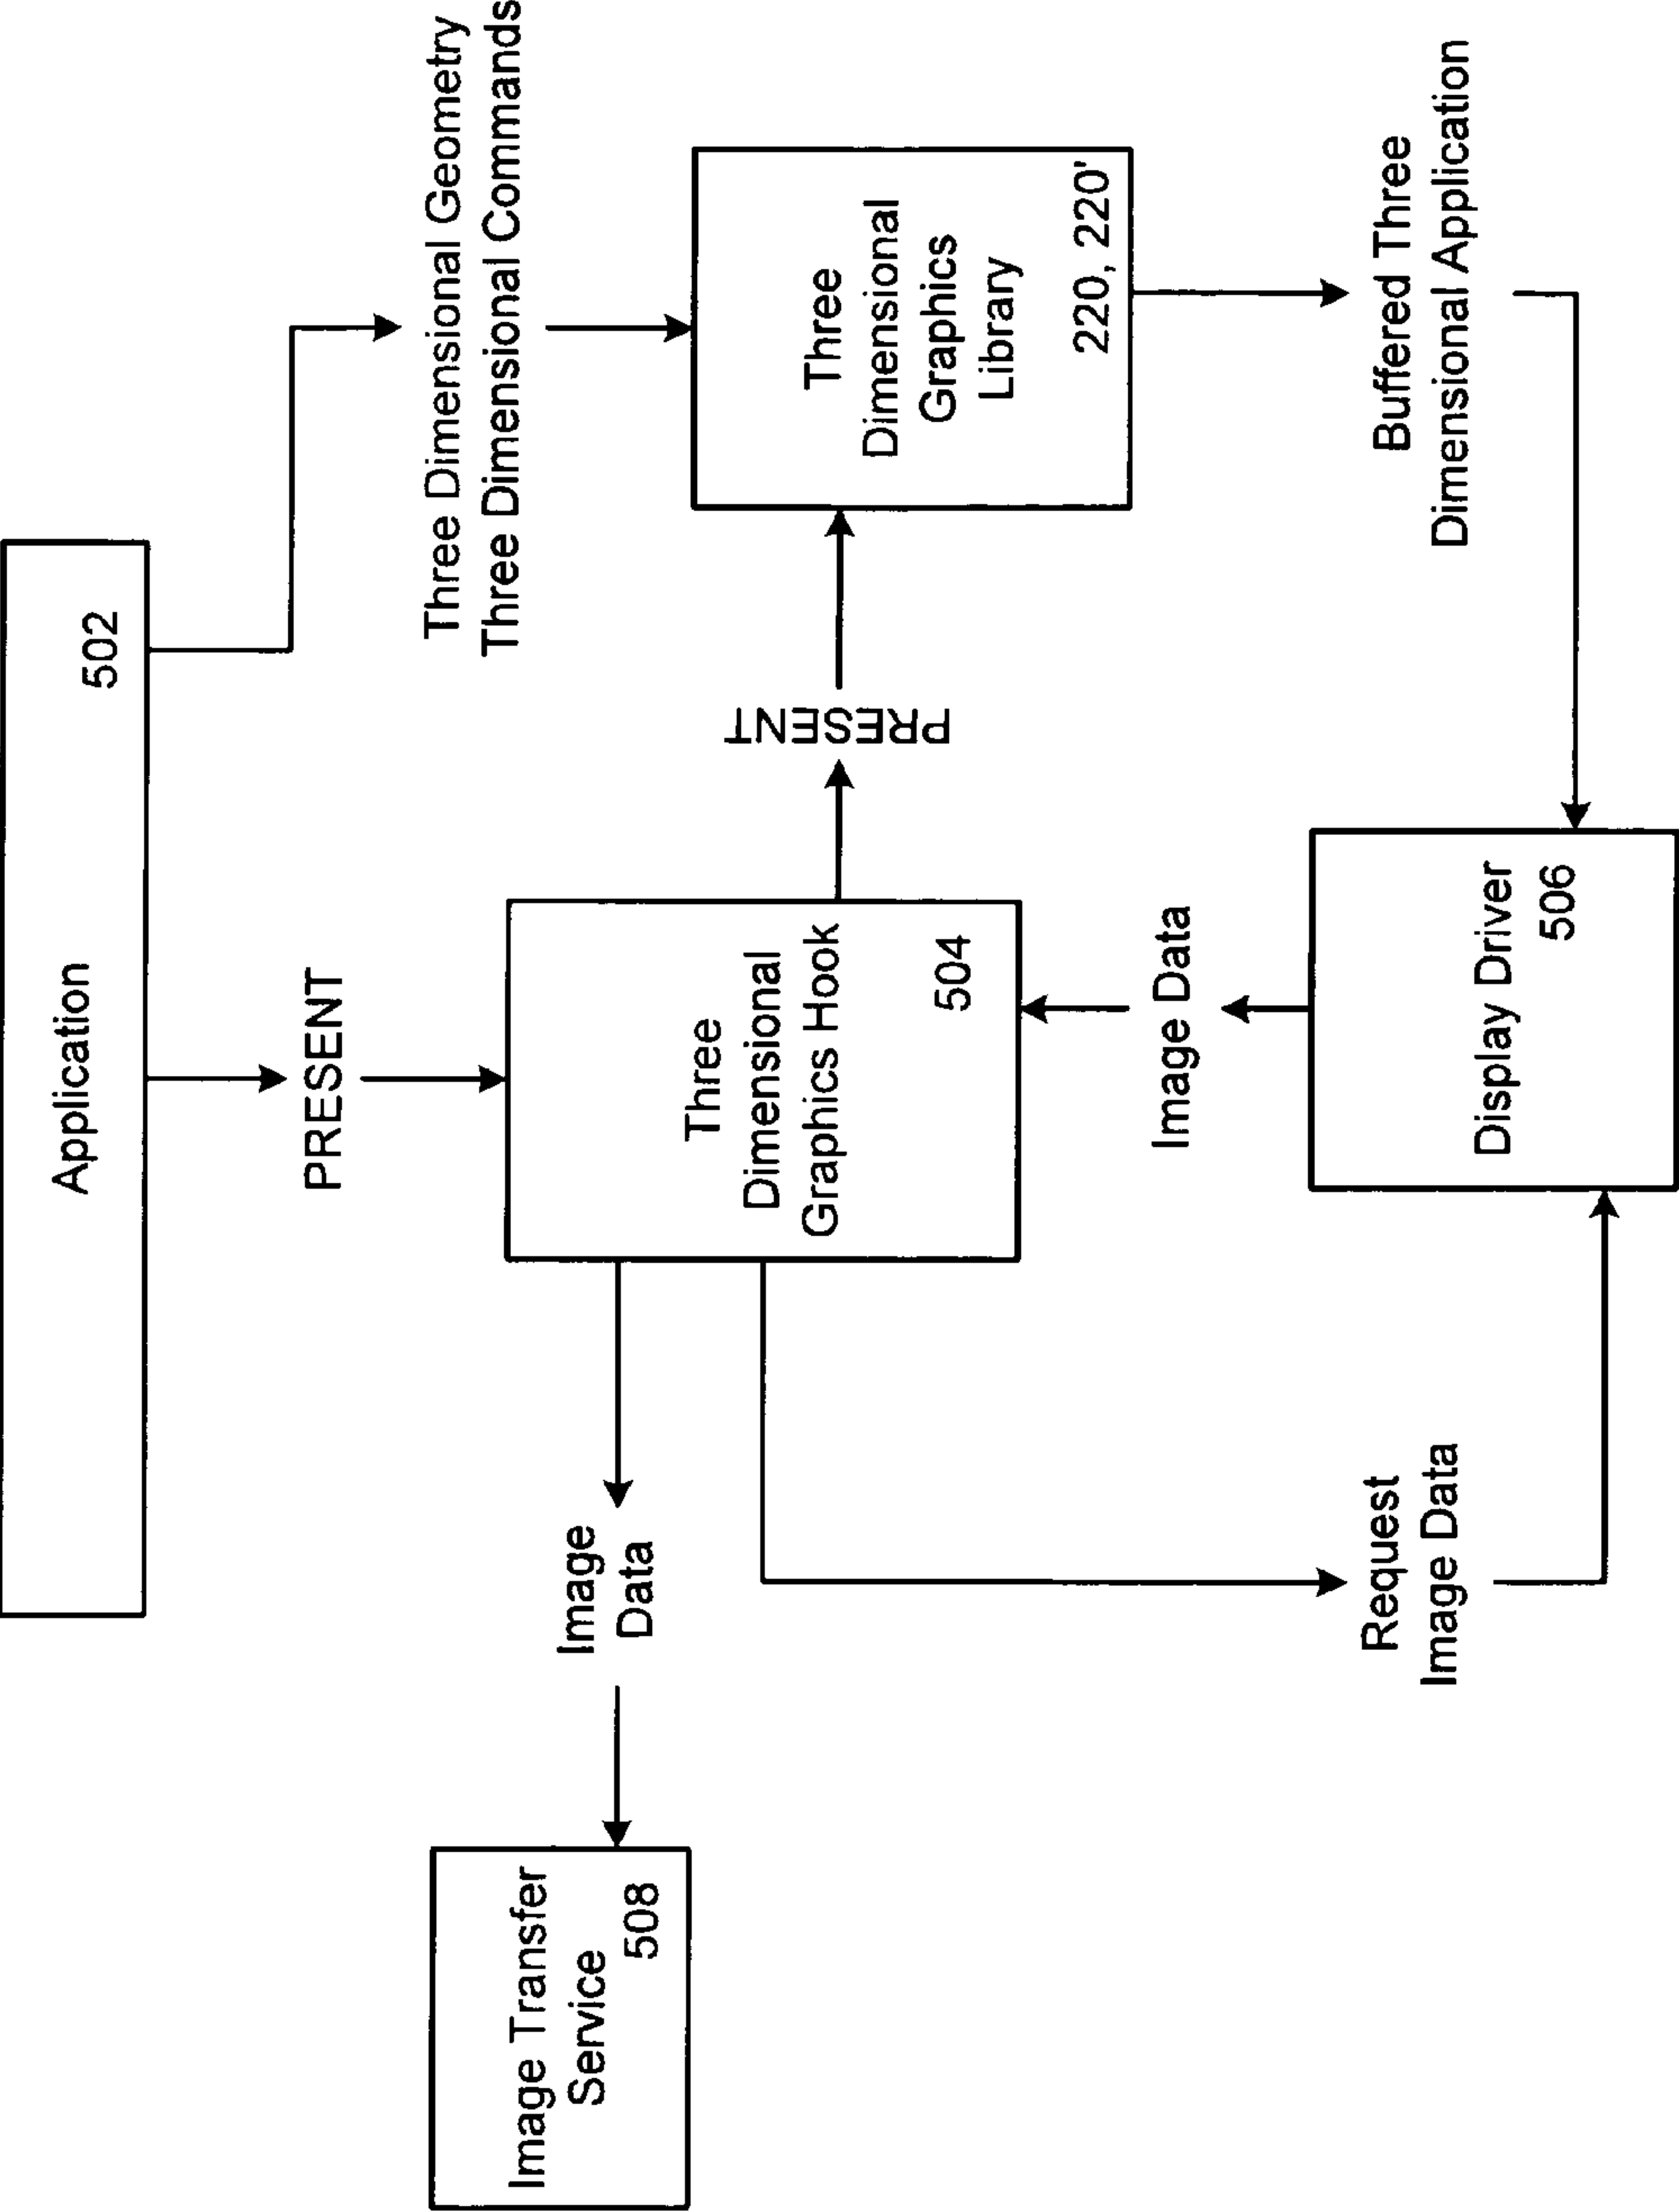 Application
502
PRESENT
Three Dimensional Geometry
Three Dimensional Commands
Image Transfer
Service
508
Image
Data
Three
Dimensional
Graphics Hook
504
PRESENT
Three
Dimensional
Graphics
Library
220, 220'
Image Data
Request
Image Data
Display Driver
506
Buffered Three
Dimensional Application